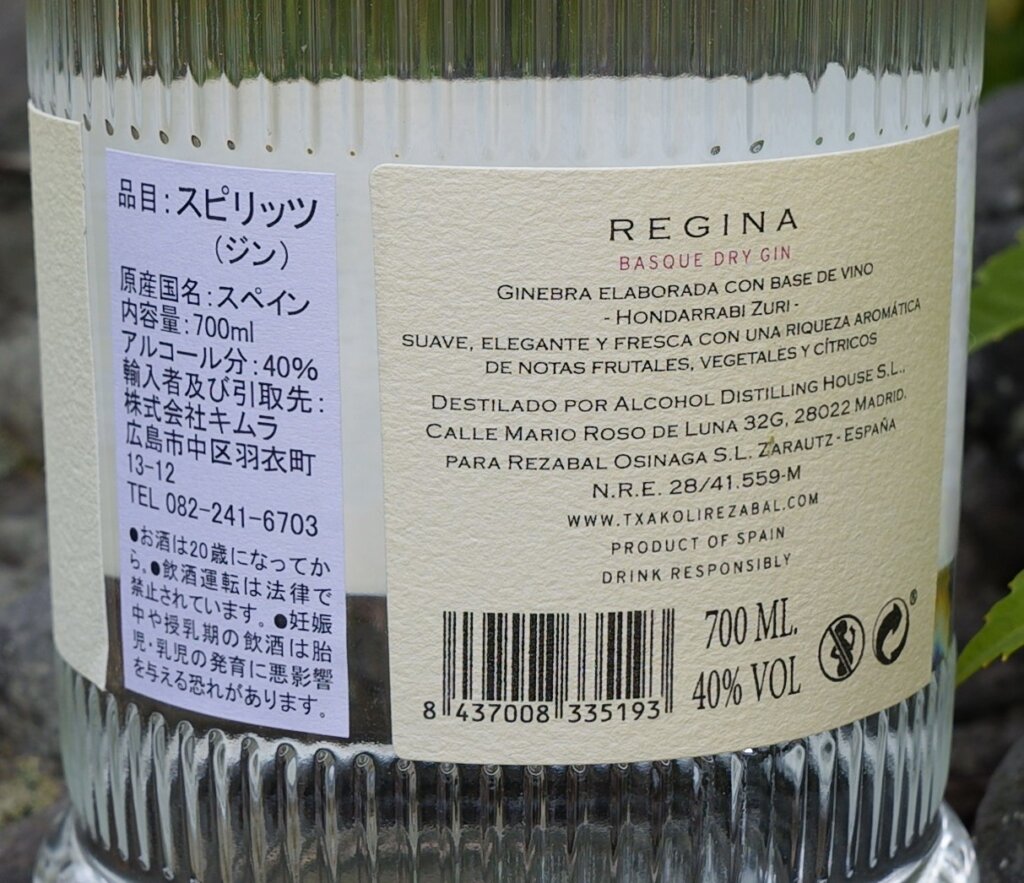 品目:スピリッツ
(ジン)
原産国名:スペイン
内容量:700ml
アルコール分:40%
輸入者及び引取先:
株式会社キムラ
広島市中区羽衣町
13-12
TEL 082-241-6703
●お酒は20歳になってか
ら。●飲酒運転は法律で
禁止されています。●妊娠
中や授乳期の飲酒は胎
児・乳児の発育に悪影響
を与える恐れがあります。
REGINA
BASQUE DRY GIN
GINEBRA ELABORADA CON BASE DE VINO
- HONDARRABI ZURI -
SUAVE, ELEGANTE Y FRESCA CON UNA RIQUEZA AROMÁTICA
DE NOTAS FRUTALES, VEGETALES Y CÍTRICOS
DESTILADO POR ALCOHOL DISTILLING HOUSE S.L.,
CALLE MARIO ROSO DE LUNA 32G, 28022 MADRID.
PARA REZABAL OSINAGA S.L. ZARAUTZ - ESPAÑA
N.R.E. 28/41.559-M
WWW.TXAKOLIREZABAL.COM
PRODUCT OF SPAIN
DRINK RESPONSIBLY
700 ML.
40% VOL
®
8 437008 335193